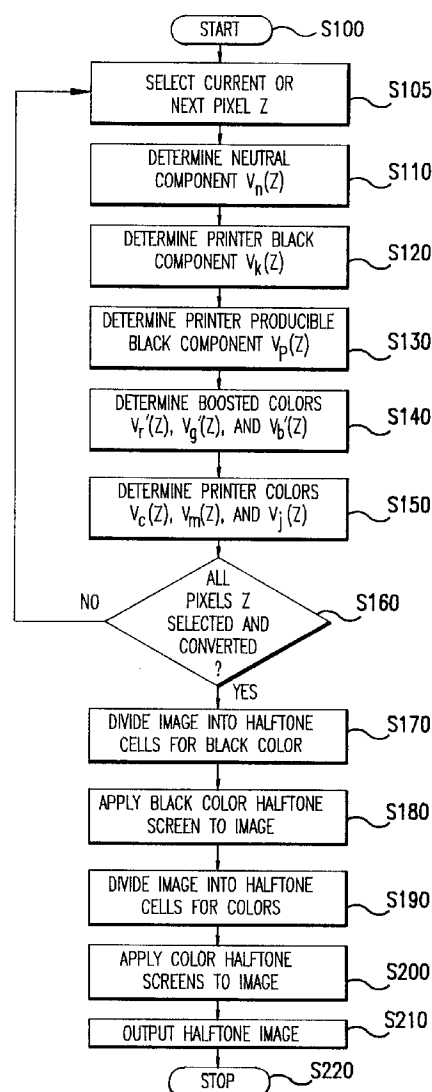 START S100
SELECT CURRENT OR S105
NEXT PIXEL Z
DETERMINE NEUTRAL S110
COMPONENT Vn(Z)
DETERMINE PRINTER BLACK S120
COMPONENT Vk(Z)
DETERMINE PRINTER PRODUCIBLE S130
BLACK COMPONENT Vp(Z)
DETERMINE BOOSTED COLORS S140
Vr'(Z), Vg'(Z), AND Vb'(Z)
DETERMINE PRINTER COLORS S150
Vc(Z), Vm(Z), AND Vj(Z)
ALL
NO PIXELS Z S160
SELECTED AND
CONVERTED
?
YES
DIVIDE IMAGE INTO HALFTONE S170
CELLS FOR BLACK COLOR
APPLY BLACK COLOR HALFTONE S180
SCREEN TO IMAGE
DIVIDE IMAGE INTO HALFTONE S190
CELLS FOR COLORS
APPLY COLOR HALFTONE S200
SCREENS TO IMAGE
OUTPUT HALFTONE IMAGE S210
STOP S220